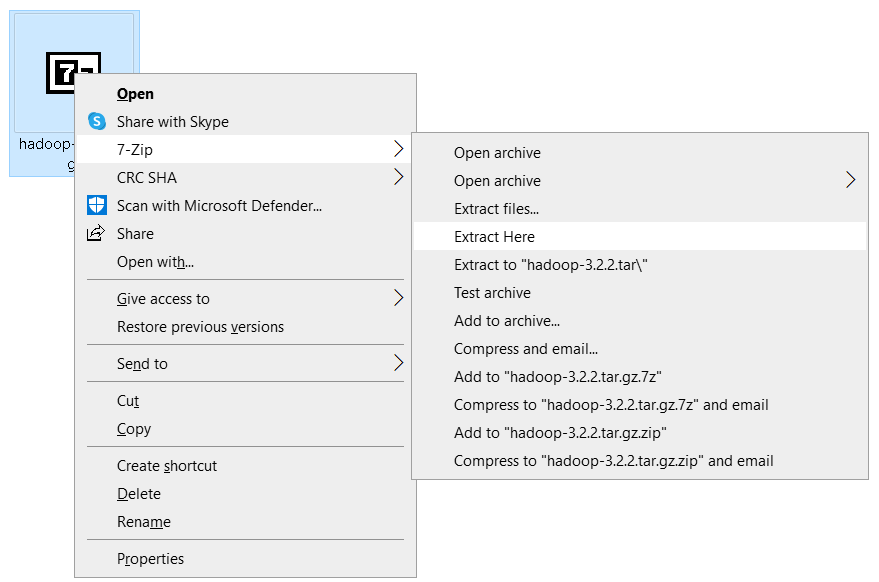 7z
hadoop-
g
Open
Share with Skype
7-Zip
CRC SHA
Scan with Microsoft Defender...
Share
Open with...
Give access to
Restore previous versions
Send to
Cut
Copy
Create shortcut
Delete
Rename
Properties
Open archive
Open archive
Extract files...
Extract Here
Extract to "hadoop-3.2.2.tar\"
Test archive
Add to archive...
Compress and email...
Add to "hadoop-3.2.2.tar.gz.7z"
Compress to "hadoop-3.2.2.tar.gz.7z" and email
Add to "hadoop-3.2.2.tar.gz.zip"
Compress to "hadoop-3.2.2.tar.gz.zip" and email